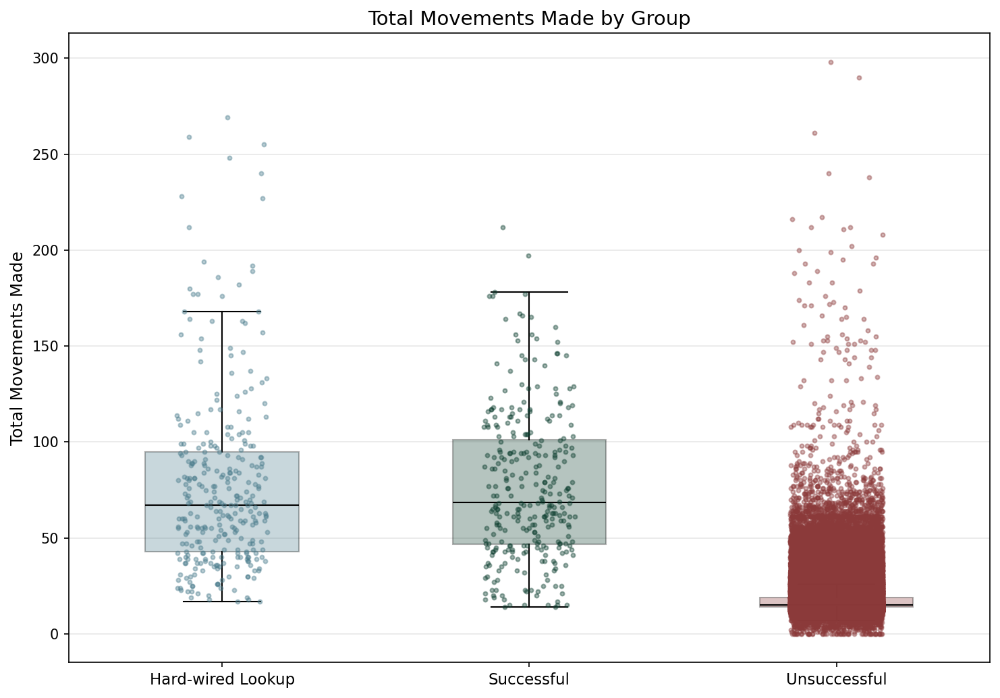 Total Movements Made by Group
Total Movements Made
300
250
200
150
100
50
0
Hard-wired Lookup
Successful
Unsuccessful